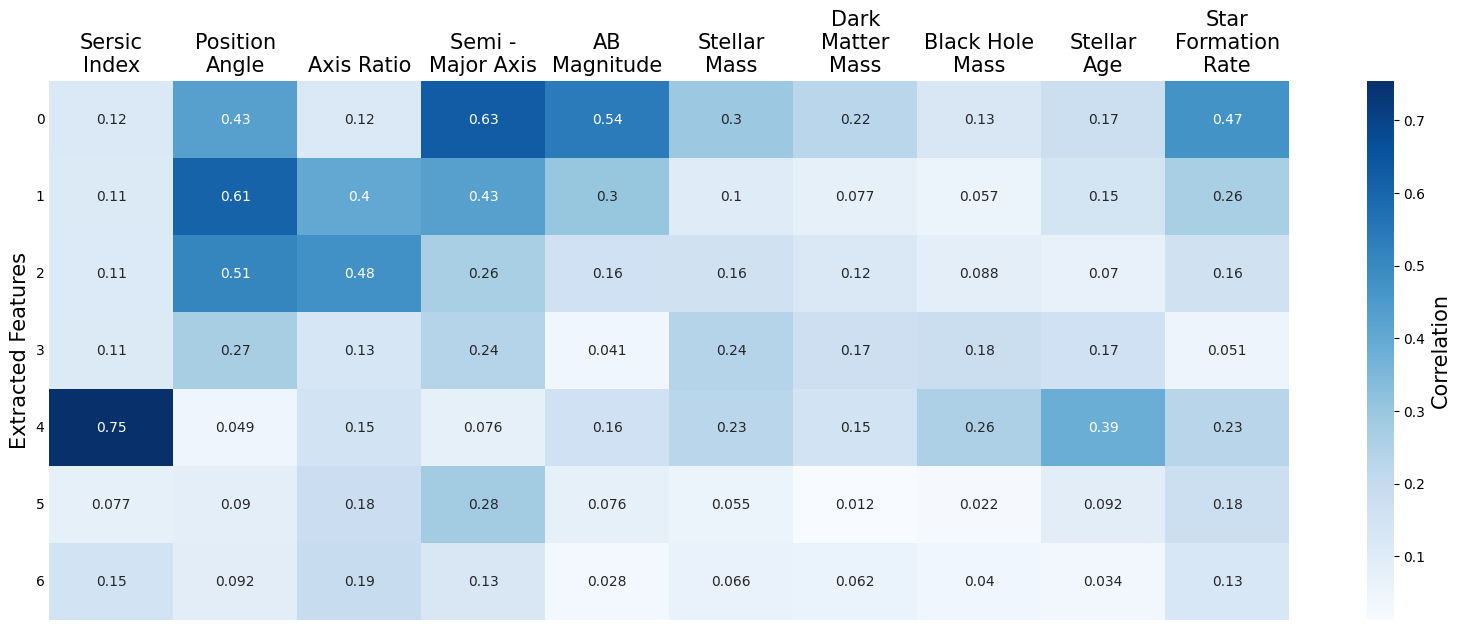 Sersic
Index
Position
Angle
Axis Ratio
Semi -
Major Axis
AB
Magnitude
Stellar
Mass
Dark
Matter
Mass
Black Hole
Mass
Stellar
Age
Star
Formation
Rate
Extracted Features
0 0.12 0.43 0.12 0.63 0.54 0.3 0.22 0.13 0.17 0.47
1 0.11 0.61 0.4 0.43 0.3 0.1 0.077 0.057 0.15 0.26
2 0.11 0.51 0.48 0.26 0.16 0.16 0.12 0.088 0.07 0.16
3 0.11 0.27 0.13 0.24 0.041 0.24 0.17 0.18 0.17 0.051
4 0.75 0.049 0.15 0.076 0.16 0.23 0.15 0.26 0.39 0.23
5 0.077 0.09 0.18 0.28 0.076 0.055 0.012 0.022 0.092 0.18
6 0.15 0.092 0.19 0.13 0.028 0.066 0.062 0.04 0.034 0.13
0.7
0.6
0.5
0.4
0.3
0.2
0.1
Correlation